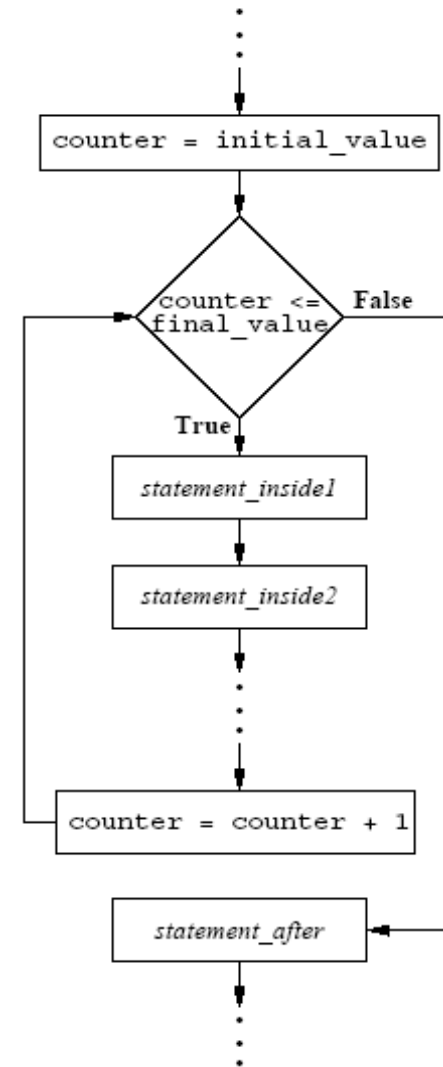 counter = initial_value
counter <=
final_value
False
True
statement_inside1
statement_inside2
counter = counter + 1
statement_after